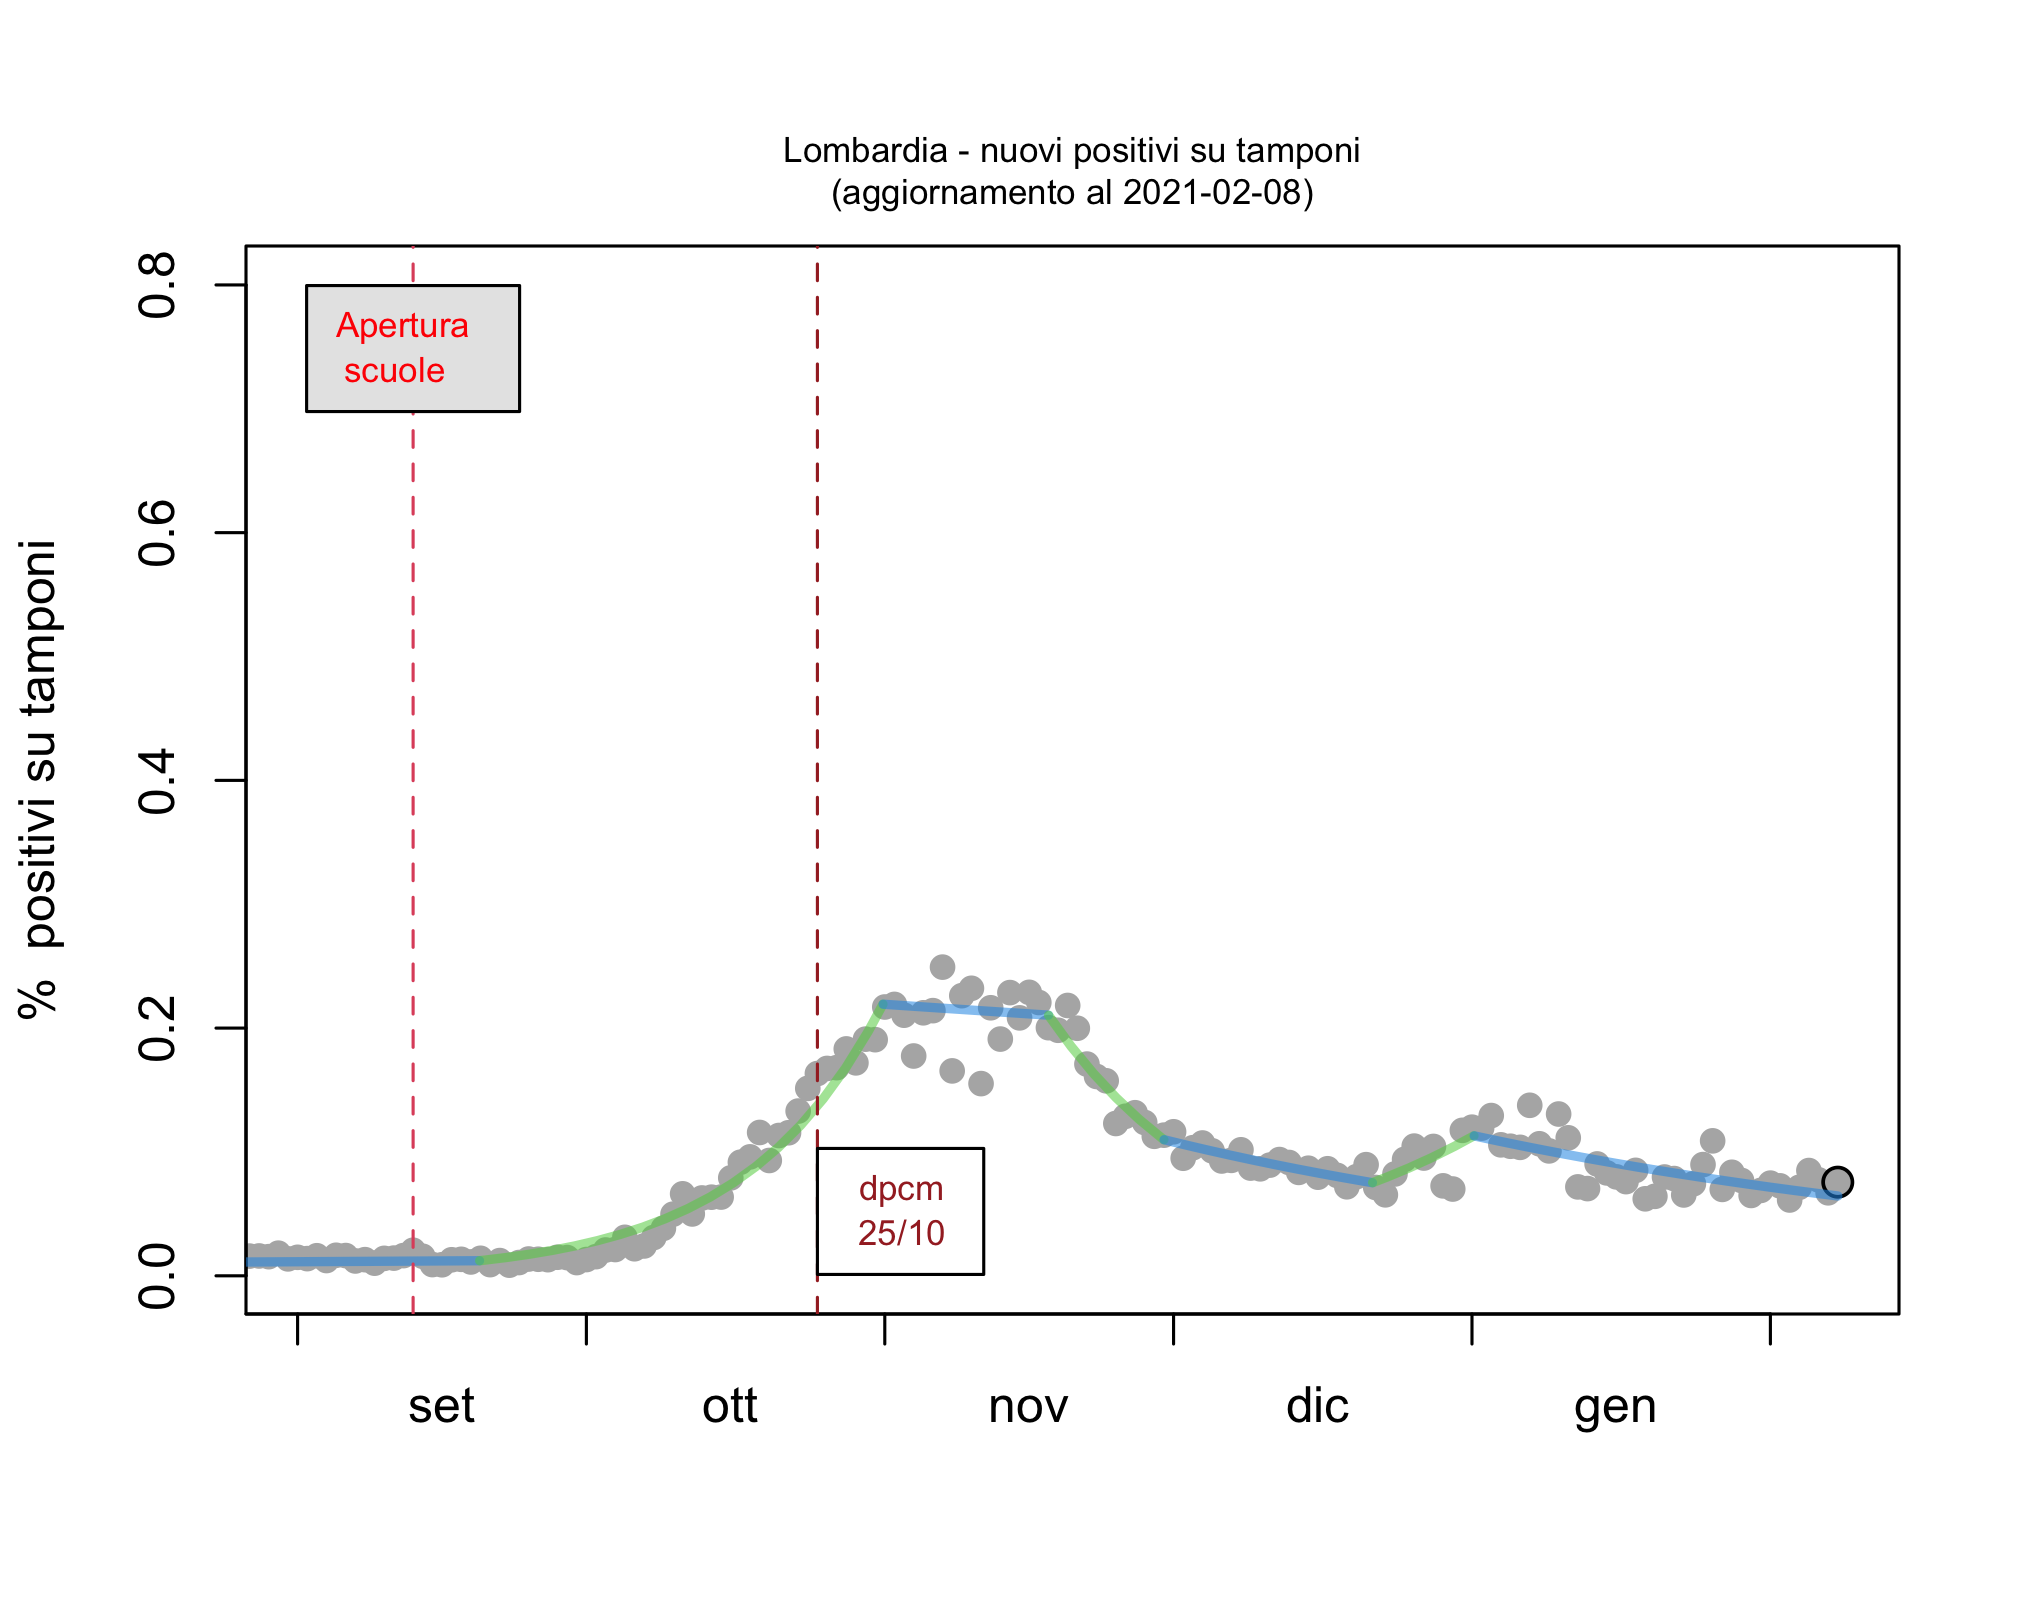 Lombardia - nuovi positivi su tamponi
(aggiornamento al 2021-02-08)
% positivi su tamponi
0.8
0.6
0.4
0.2
0.0
Apertura
scuole
dpcm
25/10
set
ott
nov
dic
gen